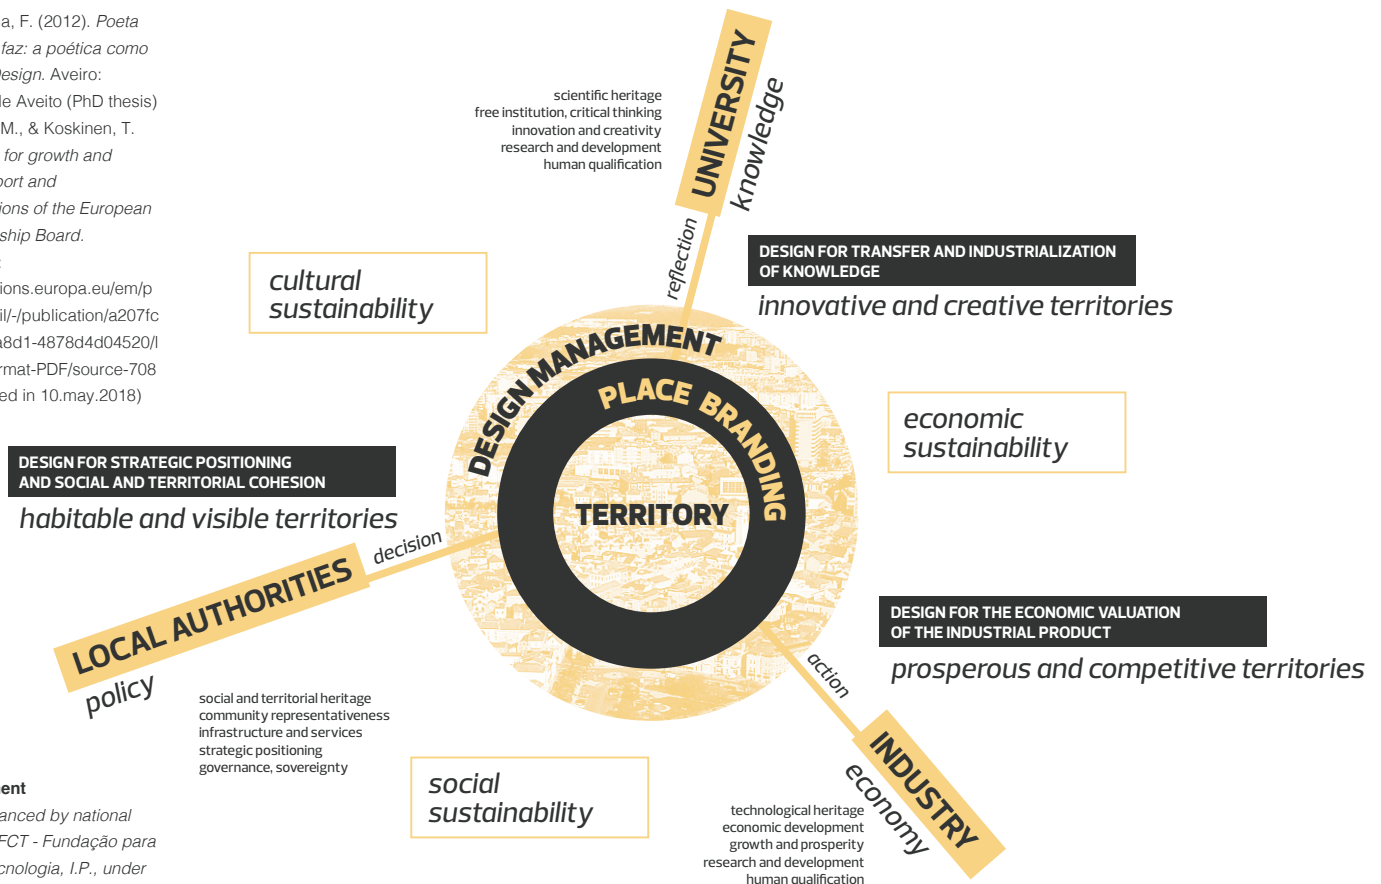 a, F. (2012). Poeta
faz: a poética como
Design. Aveiro:
de Aveito (PhD thesis)
M., & Koskinen, T.
for growth and
port and
ions of the European
ship Board.
:
ions.europa.eu/em/p
il/-/publication/a207fc
a8d1-4878d4d04520/l
rmat-PDF/source-708
ed in 10.may.2018)
scientific heritage
free institution, critical thinking
innovation and creativity
research and development
human qualification
UNIVERSITY
knowledge
reflection
cultural
sustainability
DESIGN FOR TRANSFER AND INDUSTRIALIZATION
OF KNOWLEDGE
innovative and creative territories
DESIGN MANAGEMENT
PLACE BRANDING
TERRITORY
economic
sustainability
DESIGN FOR STRATEGIC POSITIONING
AND SOCIAL AND TERRITORIAL COHESION
habitable and visible territories
decision
LOCAL AUTHORITIES
policy
social and territorial heritage
community representativeness
infrastructure and services
strategic positioning
governance, sovereignty
DESIGN FOR THE ECONOMIC VALUATION
OF THE INDUSTRIAL PRODUCT
prosperous and competitive territories
action
INDUSTRY
economy
social
sustainability
technological heritage
economic development
growth and prosperity
research and development
human qualification
ent
anced by national
FCT - Fundação para
cnologia, I.P., under